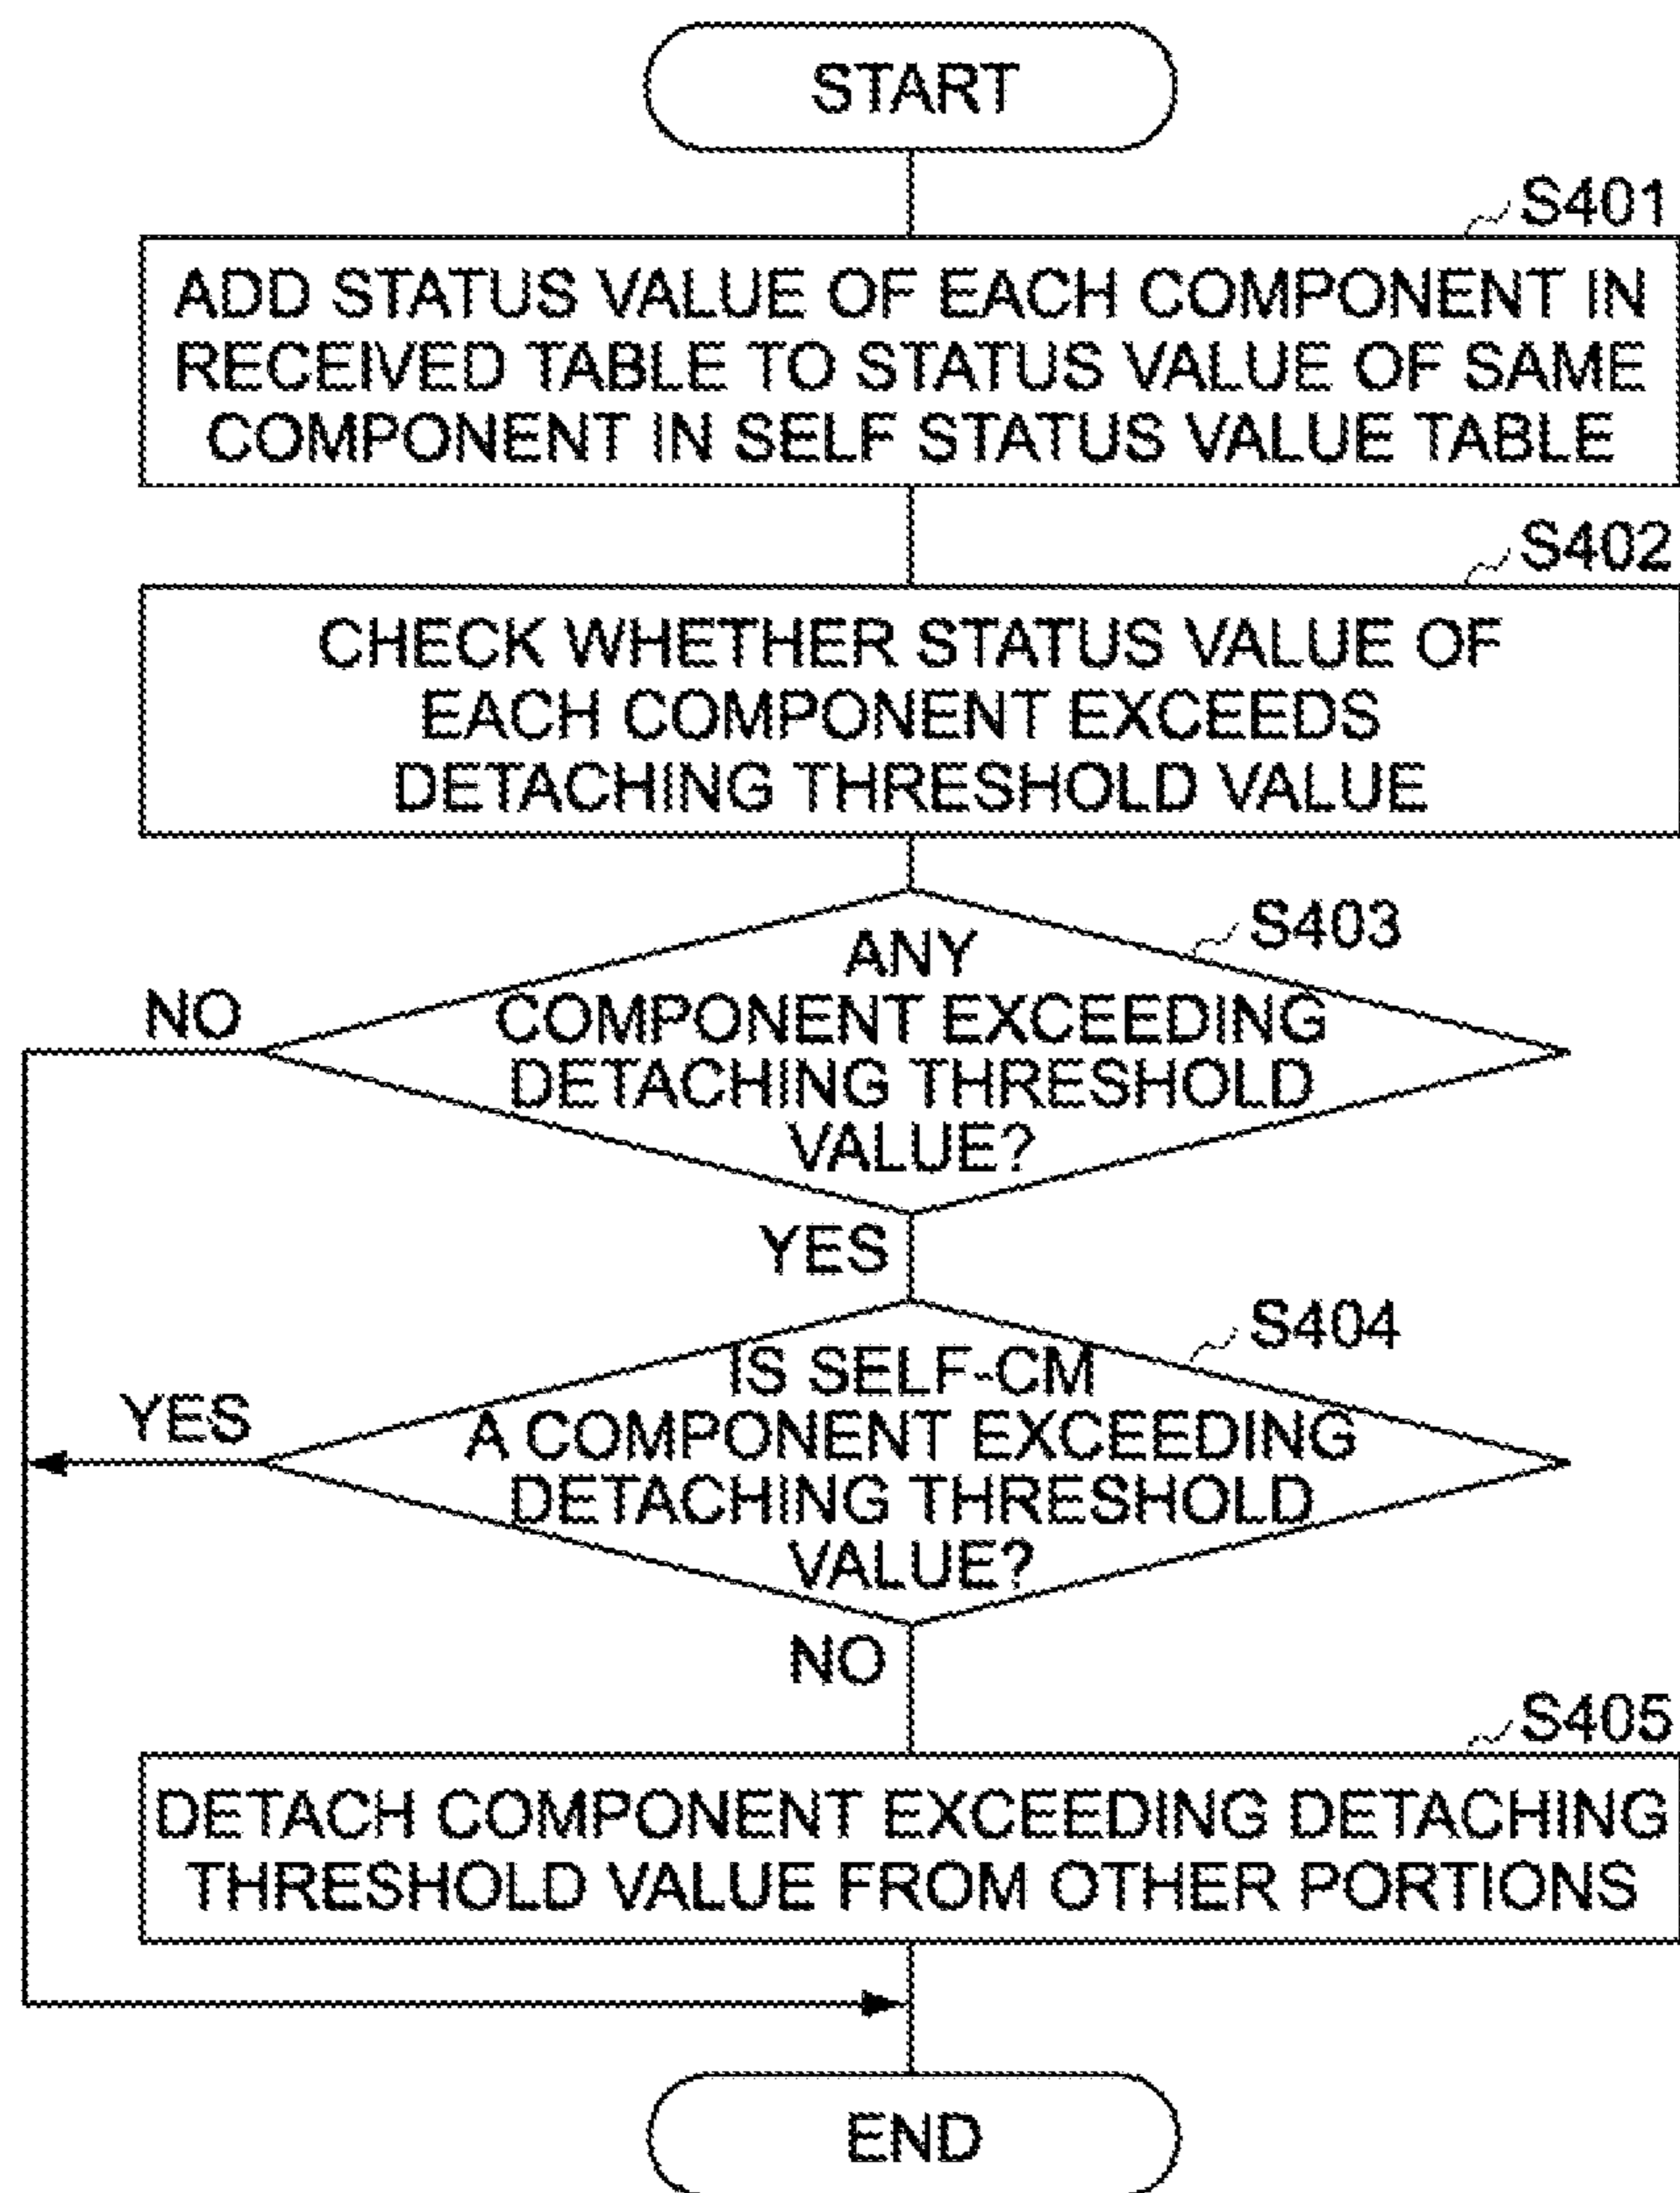 START
S401
ADD STATUS VALUE OF EACH COMPONENT IN
RECEIVED TABLE TO STATUS VALUE OF SAME
COMPONENT IN SELF STATUS VALUE TABLE
S402
CHECK WHETHER STATUS VALUE OF
EACH COMPONENT EXCEEDS
DETACHING THRESHOLD VALUE
S403
ANY
COMPONENT EXCEEDING
DETACHING THRESHOLD
VALUE?
NO
YES
S404
IS SELF-CM
A COMPONENT EXCEEDING
DETACHING THRESHOLD
VALUE?
YES
NO
S405
DETACH COMPONENT EXCEEDING DETACHING
THRESHOLD VALUE FROM OTHER PORTIONS
END